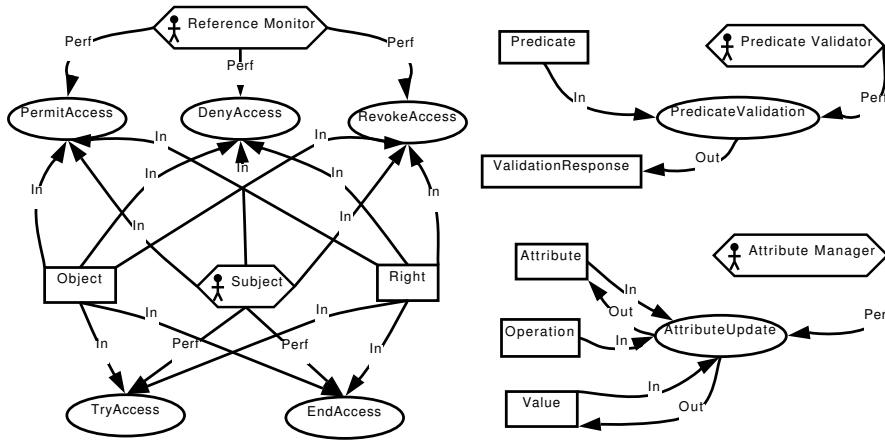 Reference Monitor
Perf
Perf
Perf
PermitAccess
DenyAccess
RevokeAccess
In
In
In
In
In
In
In
In
In
Object
Subject
Right
In
In
In
Perf
Perf
In
TryAccess
EndAccess
Predicate
Predicate Validator
In
Perf
PredicateValidation
Out
ValidationResponse
Attribute
Attribute Manager
In
Out
Operation
In
Perf
AttributeUpdate
Value
In
Out